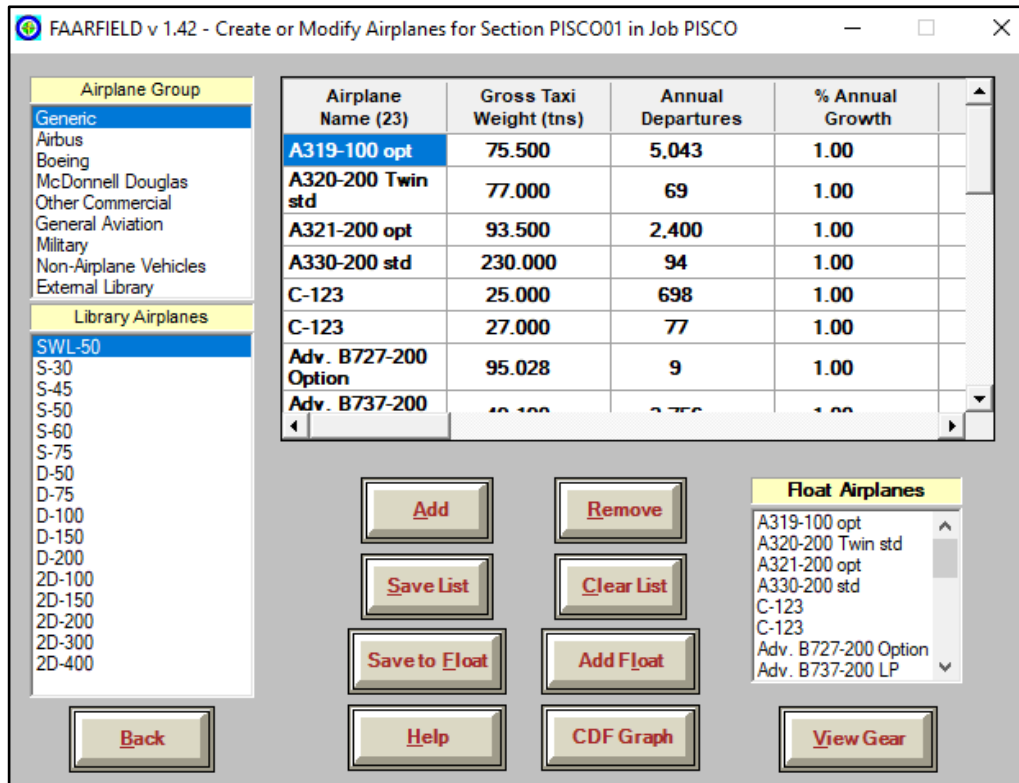 FAARFIELD v 1.42 - Create or Modify Airplanes for Section PISCO01 in Job PISCO
Airplane Group
Generic
Airbus
Boeing
McDonnell Douglas
Other Commercial
General Aviation
Military
Non-Airplane Vehicles
External Library
Library Airplanes
SWL-50
S-30
S-45
S-50
S-60
S-75
D-50
D-75
D-100
D-150
D-200
2D-100
2D-150
2D-200
2D-300
2D-400
Airplane Gross Taxi Annual % Annual
Name (23) Weight (tns) Departures Growth
A319-100 opt 75.500 5,043 1.00
A320-200 Twin
std 77.000 69 1.00
A321-200 opt 93.500 2,400 1.00
A330-200 std 230.000 94 1.00
C-123 25.000 698 1.00
C-123 27.000 77 1.00
Adv. B727-200
Option 95.028 9 1.00
Adv. B737-200
Add
Remove
Save List
Clear List
Save to Float
Add Float
Help
CDF Graph
Float Airplanes
A319-100 opt
A320-200 Twin std
A321-200 opt
A330-200 std
C-123
C-123
Adv. B727-200 Option
Adv. B737-200 LP
Back
View Gear